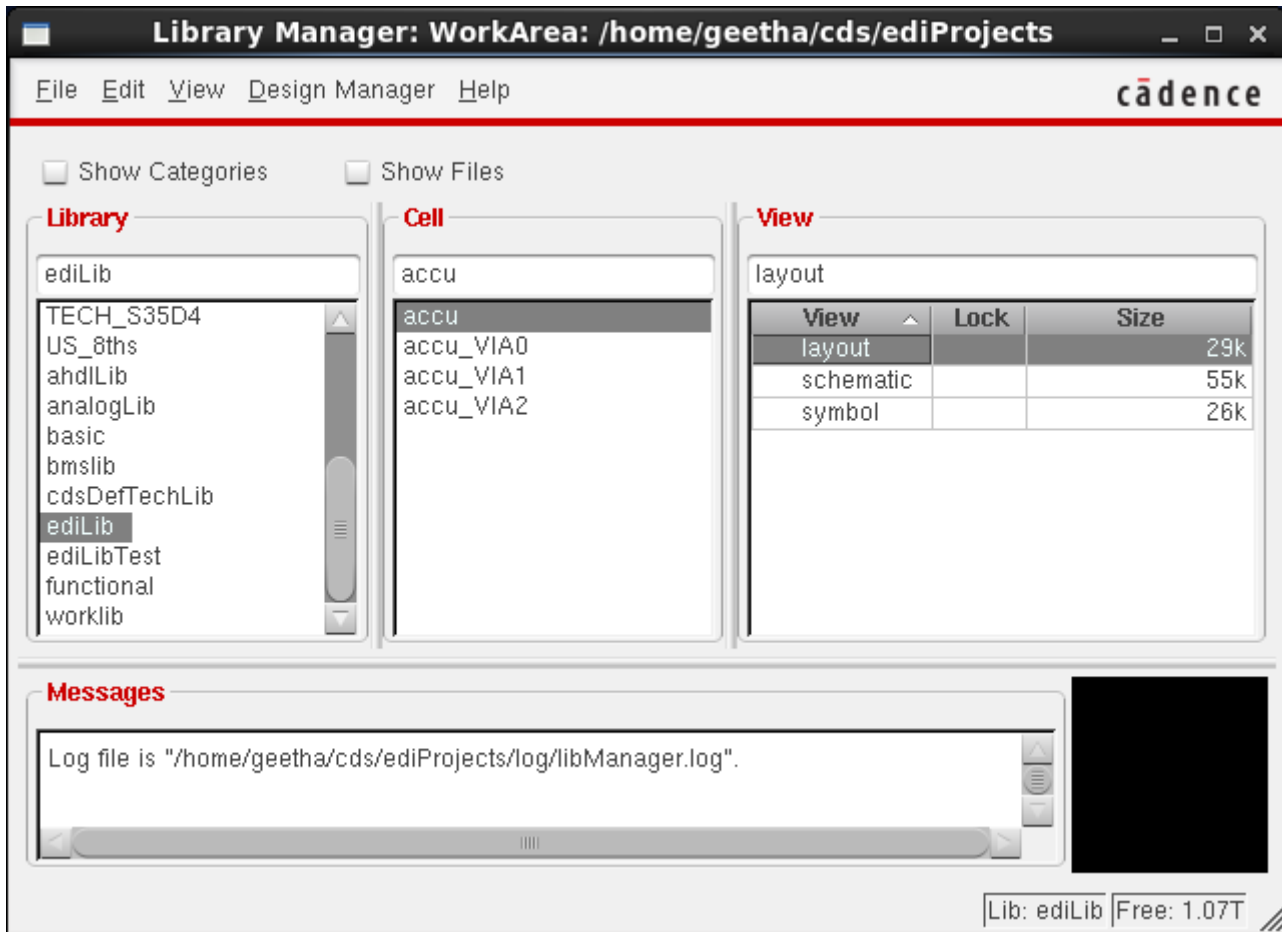 Library Manager: WorkArea: /home/geetha/cds/ediProjects
File Edit View Design Manager Help
cādence
Show Categories
Show Files
Library
ediLib
TECH_S35D4
US_8ths
ahdlLib
analogLib
basic
bmslib
cdsDefTechLib
ediLib
ediLibTest
functional
worklib
Cell
accu
accu
accu_VIA0
accu_VIA1
accu_VIA2
View
layout
View Lock Size
layout 29k
schematic 55k
symbol 26k
Messages
Log file is "/home/geetha/cds/ediProjects/log/libManager.log".
Lib: ediLib Free: 1.07T